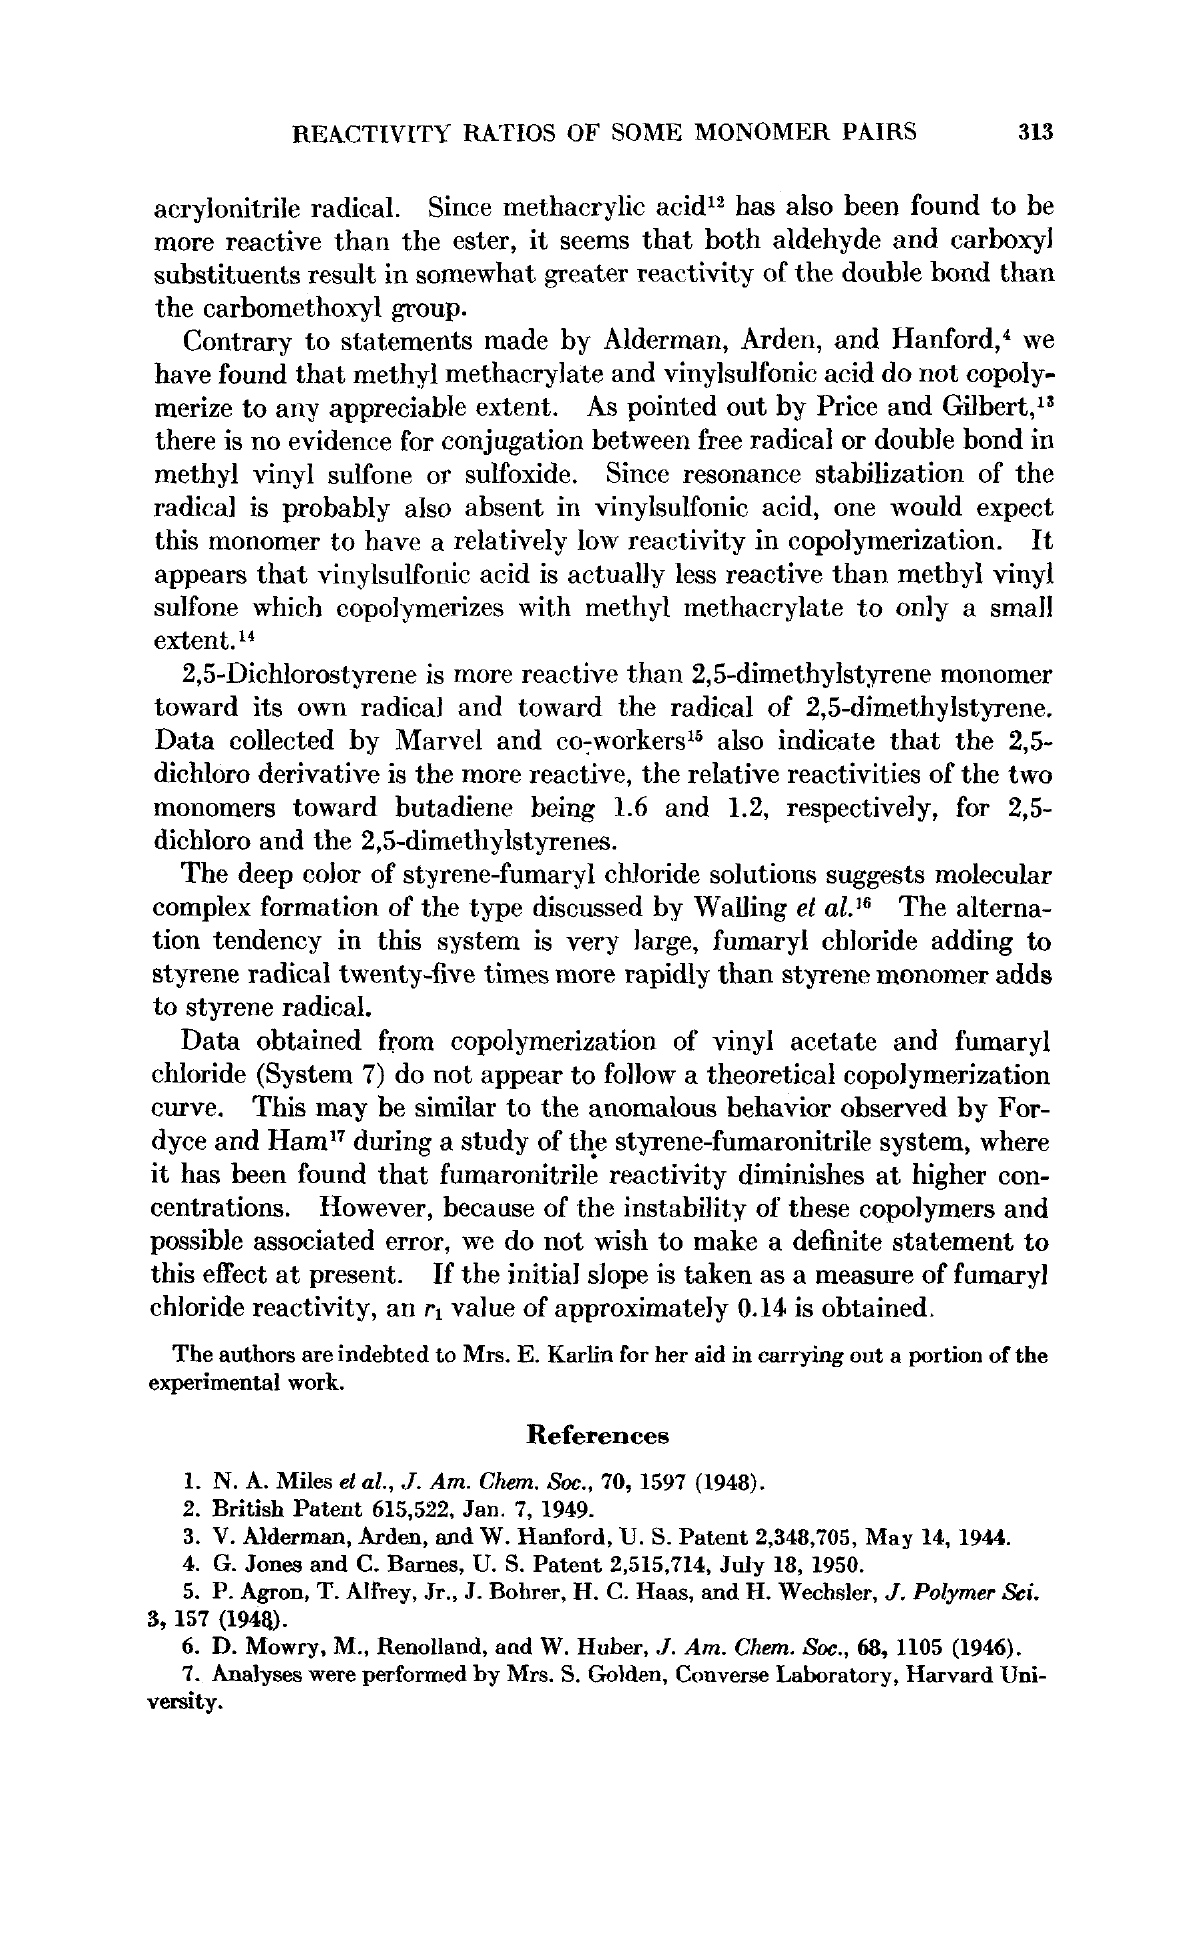 REACTIVITY RATIOS OF SOME MONOMER PAIRS 313
acrylonitrile radical. Since methacrylic acid¹² has also been found to be
more reactive than the ester, it seems that both aldehyde and carboxyl
substituents result in somewhat greater reactivity of the double bond than
the carbomethoxyl group.
Contrary to statements made by Alderman, Arden, and Hanford,⁴ we
have found that methyl methacrylate and vinylsulfonic acid do not copoly-
merize to any appreciable extent. As pointed out by Price and Gilbert,¹³
there is no evidence for conjugation between free radical or double bond in
methyl vinyl sulfone or sulfoxide. Since resonance stabilization of the
radical is probably also absent in vinylsulfonic acid, one would expect
this monomer to have a relatively low reactivity in copolymerization. It
appears that vinylsulfonic acid is actually less reactive than methyl vinyl
sulfone which copolymerizes with methyl methacrylate to only a small
extent.¹⁴
2,5-Dichlorostyrene is more reactive than 2,5-dimethylstyrene monomer
toward its own radical and toward the radical of 2,5-dimethylstyrene.
Data collected by Marvel and co-workers¹⁵ also indicate that the 2,5-
dichloro derivative is the more reactive, the relative reactivities of the two
monomers toward butadiene being 1.6 and 1.2, respectively, for 2,5-
dichloro and the 2,5-dimethylstyrenes.
The deep color of styrene-fumaryl chloride solutions suggests molecular
complex formation of the type discussed by Walling et al.¹⁶ The alterna-
tion tendency in this system is very large, fumaryl chloride adding to
styrene radical twenty-five times more rapidly than styrene monomer adds
to styrene radical.
Data obtained from copolymerization of vinyl acetate and fumaryl
chloride (System 7) do not appear to follow a theoretical copolymerization
curve. This may be similar to the anomalous behavior observed by For-
dyce and Ham¹⁷ during a study of the styrene-fumaronitrile system, where
it has been found that fumaronitrile reactivity diminishes at higher con-
centrations. However, because of the instability of these copolymers and
possible associated error, we do not wish to make a definite statement to
this effect at present. If the initial slope is taken as a measure of fumaryl
chloride reactivity, an r₁ value of approximately 0.14 is obtained.
The authors are indebted to Mrs. E. Karlin for her aid in carrying out a portion of the
experimental work.
References
1. N. A. Miles et al., J. Am. Chem. Soc., 70, 1597 (1948).
2. British Patent 615,522, Jan. 7, 1949.
3. V. Alderman, Arden, and W. Hanford, U. S. Patent 2,348,705, May 14, 1944.
4. G. Jones and C. Barnes, U. S. Patent 2,515,714, July 18, 1950.
5. P. Agron, T. Alfrey, Jr., J. Bohrer, H. C. Haas, and H. Wechsler, J. Polymer Sci.
3, 157 (1948).
6. D. Mowry, M., Renolland, and W. Huber, J. Am. Chem. Soc., 68, 1105 (1946).
7. Analyses were performed by Mrs. S. Golden, Converse Laboratory, Harvard Uni-
versity.